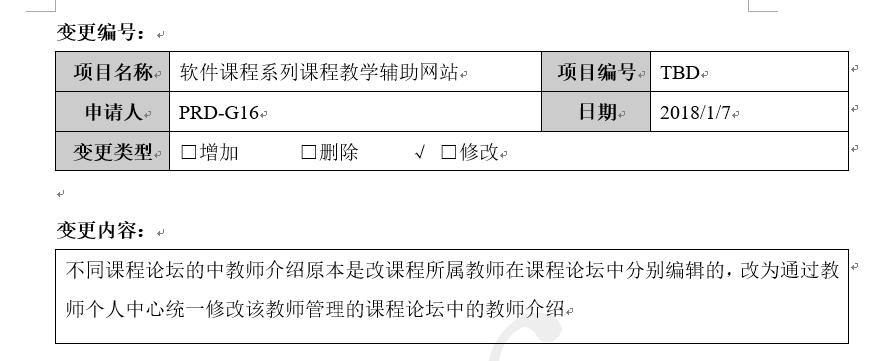 变更编号：
项目名称 软件课程系列课程教学辅助网站 项目编号 TBD
申请人 PRD-G16 日期 2018/1/7
变更类型 □增加 □删除 √ □修改
变更内容：
不同课程论坛的中教师介绍原本是改课程所属教师在课程论坛中分别编辑的，改为通过教
师个人中心统一修改该教师管理的课程论坛中的教师介绍